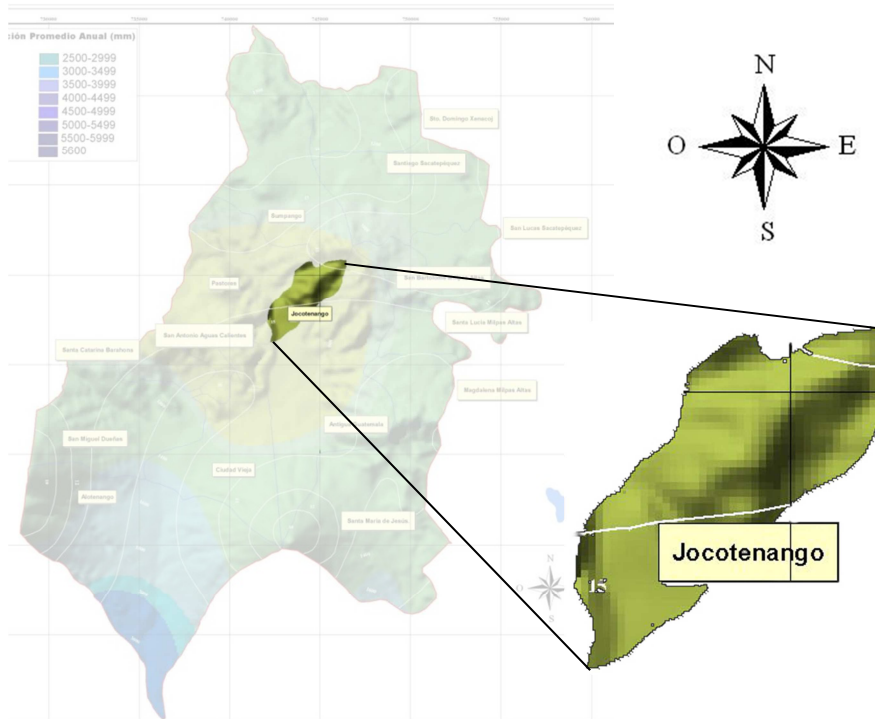 ción Promedio Anual (mm)
2500-2999
3000-3499
3500-3999
4000-4499
4500-4999
5000-5499
5500-5999
5600
N
O
E
S
Sto. Domingo Xenacoj
Santiago Sacatepéquez
Sumpango
San Lucas Sacatepéquez
Pastores
San
Jocotenango
Santa Lucía Milpas Altas
San Antonio Aguas Calientes
Santa Catarina Barahona
Magdalena Milpas Altas
Antigua Guatemala
San Miguel Dueñas
Ciudad Vieja
Alotenango
Santa María de Jesús
N
O
E
S
Jocotenango
15